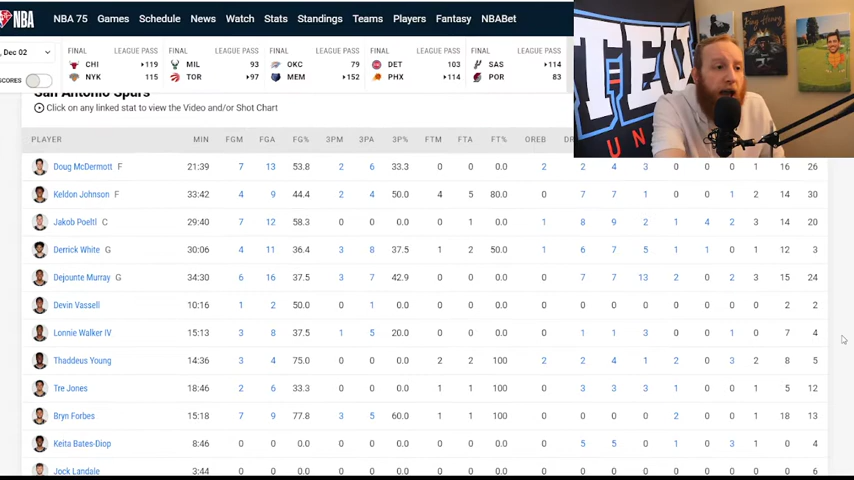 NBA NBA 75 Games Schedule News Watch Stats Standings Teams Players Fantasy NBABet
, Dec 02 FINAL LEAGUE PASS FINAL LEAGUE PASS FINAL LEAGUE PASS FINAL LEAGUE PASS FINAL LEAGUE PASS
CHI 119 MIL 93 OKC 79 DET 103 SAS 114
SCORES NYK 115 TOR 97 MEM 152 PHX 114 POR 83
San Antonio Spurs
Click on any linked stat to view the Video and/or Shot Chart
TEU
UN
PLAYER MIN FGM FGA FG% 3PM 3PA 3P% FTM FTA FT% OREB
Doug McDermott F 21:39 7 13 53.8 2 6 33.3 0 0 0.0 2 2 4 3 0 0 0 1 16 26
Keldon Johnson F 33:42 4 9 44.4 2 4 50.0 4 5 80.0 0 7 7 1 0 0 1 2 14 30
Jakob Poeltl C 29:40 7 12 58.3 0 0 0.0 0 1 0.0 1 8 9 2 1 4 2 3 14 20
Derrick White G 30:06 4 11 36.4 3 8 37.5 1 2 50.0 1 6 7 5 1 1 0 1 12 3
Dejounte Murray G 34:30 6 16 37.5 3 7 42.9 0 0 0.0 0 7 7 13 2 0 2 3 15 24
Devin Vassell 10:16 1 2 50.0 0 1 0.0 0 0 0.0 0 0 0 0 0 0 0 0 2 2
Lonnie Walker IV 15:13 3 8 37.5 1 5 20.0 0 0 0.0 0 1 1 3 0 0 1 0 7 4
Thaddeus Young 14:36 3 4 75.0 0 0 0.0 2 2 100 2 2 4 1 2 0 3 2 8 5
Tre Jones 18:46 2 6 33.3 0 0 0.0 1 1 100 0 3 3 3 1 0 0 1 5 12
Bryn Forbes 15:18 7 9 77.8 3 5 60.0 1 1 100 0 0 0 0 2 0 0 1 18 13
Keita Bates-Diop 8:46 0 0 0.0 0 0 0.0 0 0 0.0 0 5 5 0 1 0 3 1 0 4
Jock Landale 3:44 0 0 0.0 0 0 0.0 0 0 0.0 0 0 0 0 0 0 0 0 0 6